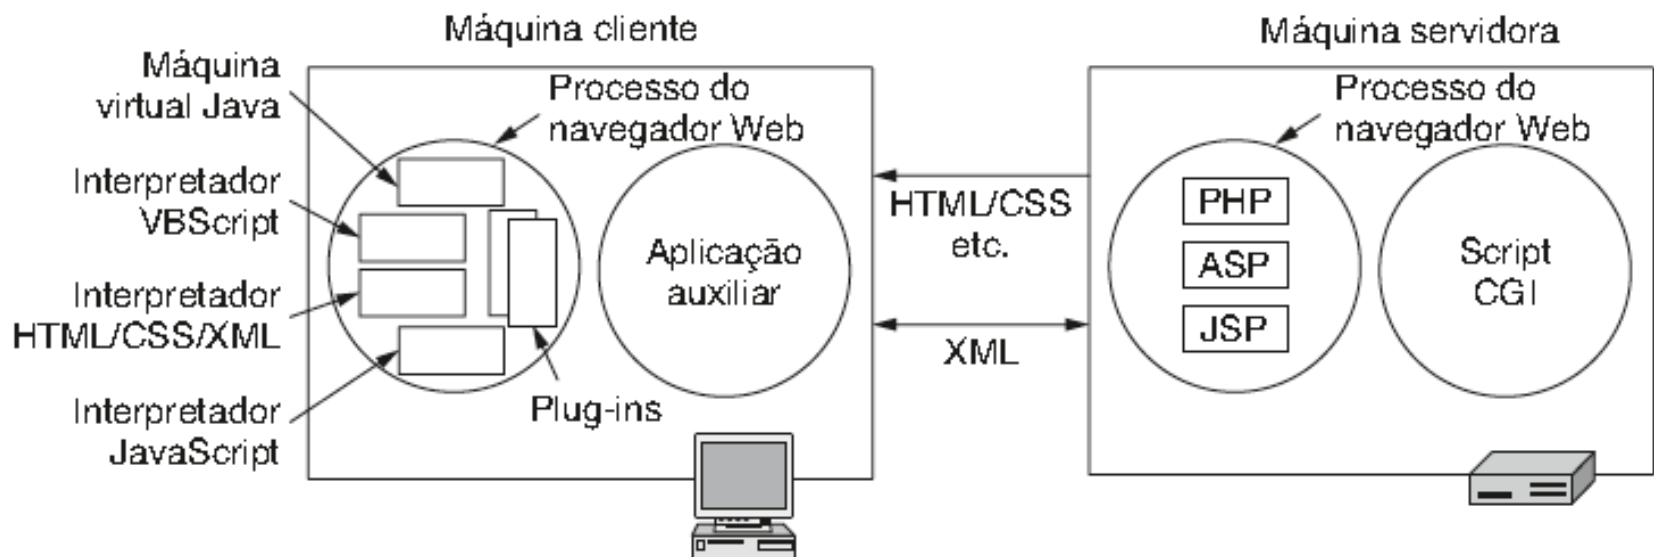 Máquina cliente
Máquina servidora
Máquina
virtual Java
Processo do
navegador Web
Interpretador
VBScript
Interpretador
HTML/CSS/XML
Interpretador
JavaScript
Plug-ins
Aplicação
auxiliar
HTML/CSS
etc.
XML
Processo do
navegador Web
PHP
ASP
JSP
Script
CGI